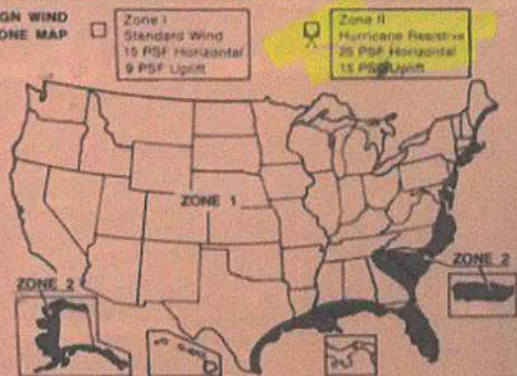 GN WIND
ONE MAP
Zone I
Standard Wind
15 PSF Horizontal
9 PSF Uplift
Zone II
Hurricane Resistive
25 PSF Horizontal
15 PSF Uplift
ZONE 1
ZONE 2
ZONE 2